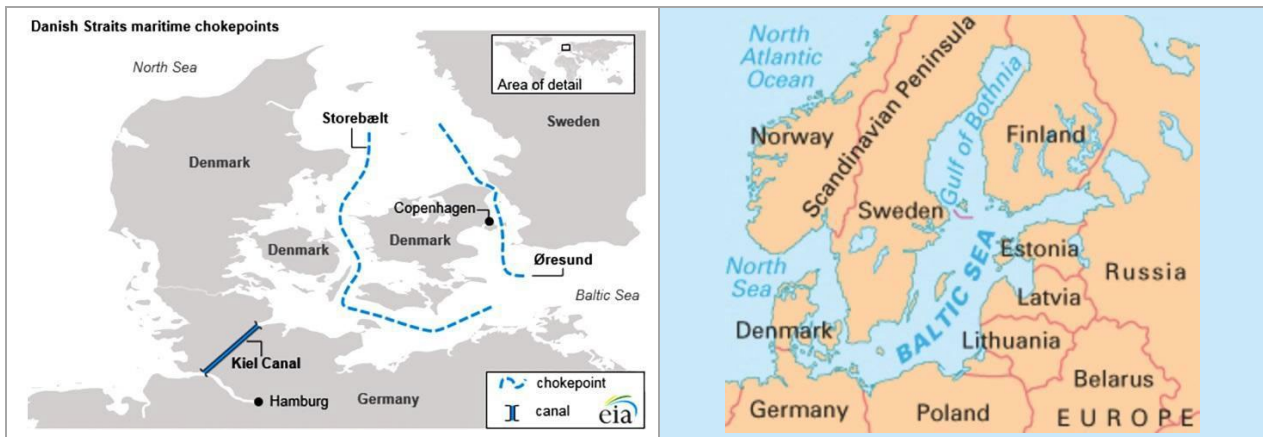 Danish Straits maritime chokepoints
North Sea
Area of detail
Storebælt
Sweden
Denmark
Copenhagen
Denmark
Denmark
Øresund
Baltic Sea
Kiel Canal
Hamburg
Germany
chokepoint
canal
eia
North
Atlantic
Ocean
Scandinavian Peninsula
Gulf of Bothnia
Norway
Finland
Sweden
BALTIC SEA
Estonia
North
Sea
Russia
Latvia
Denmark
Lithuania
Belarus
Germany
Poland
EUROPE